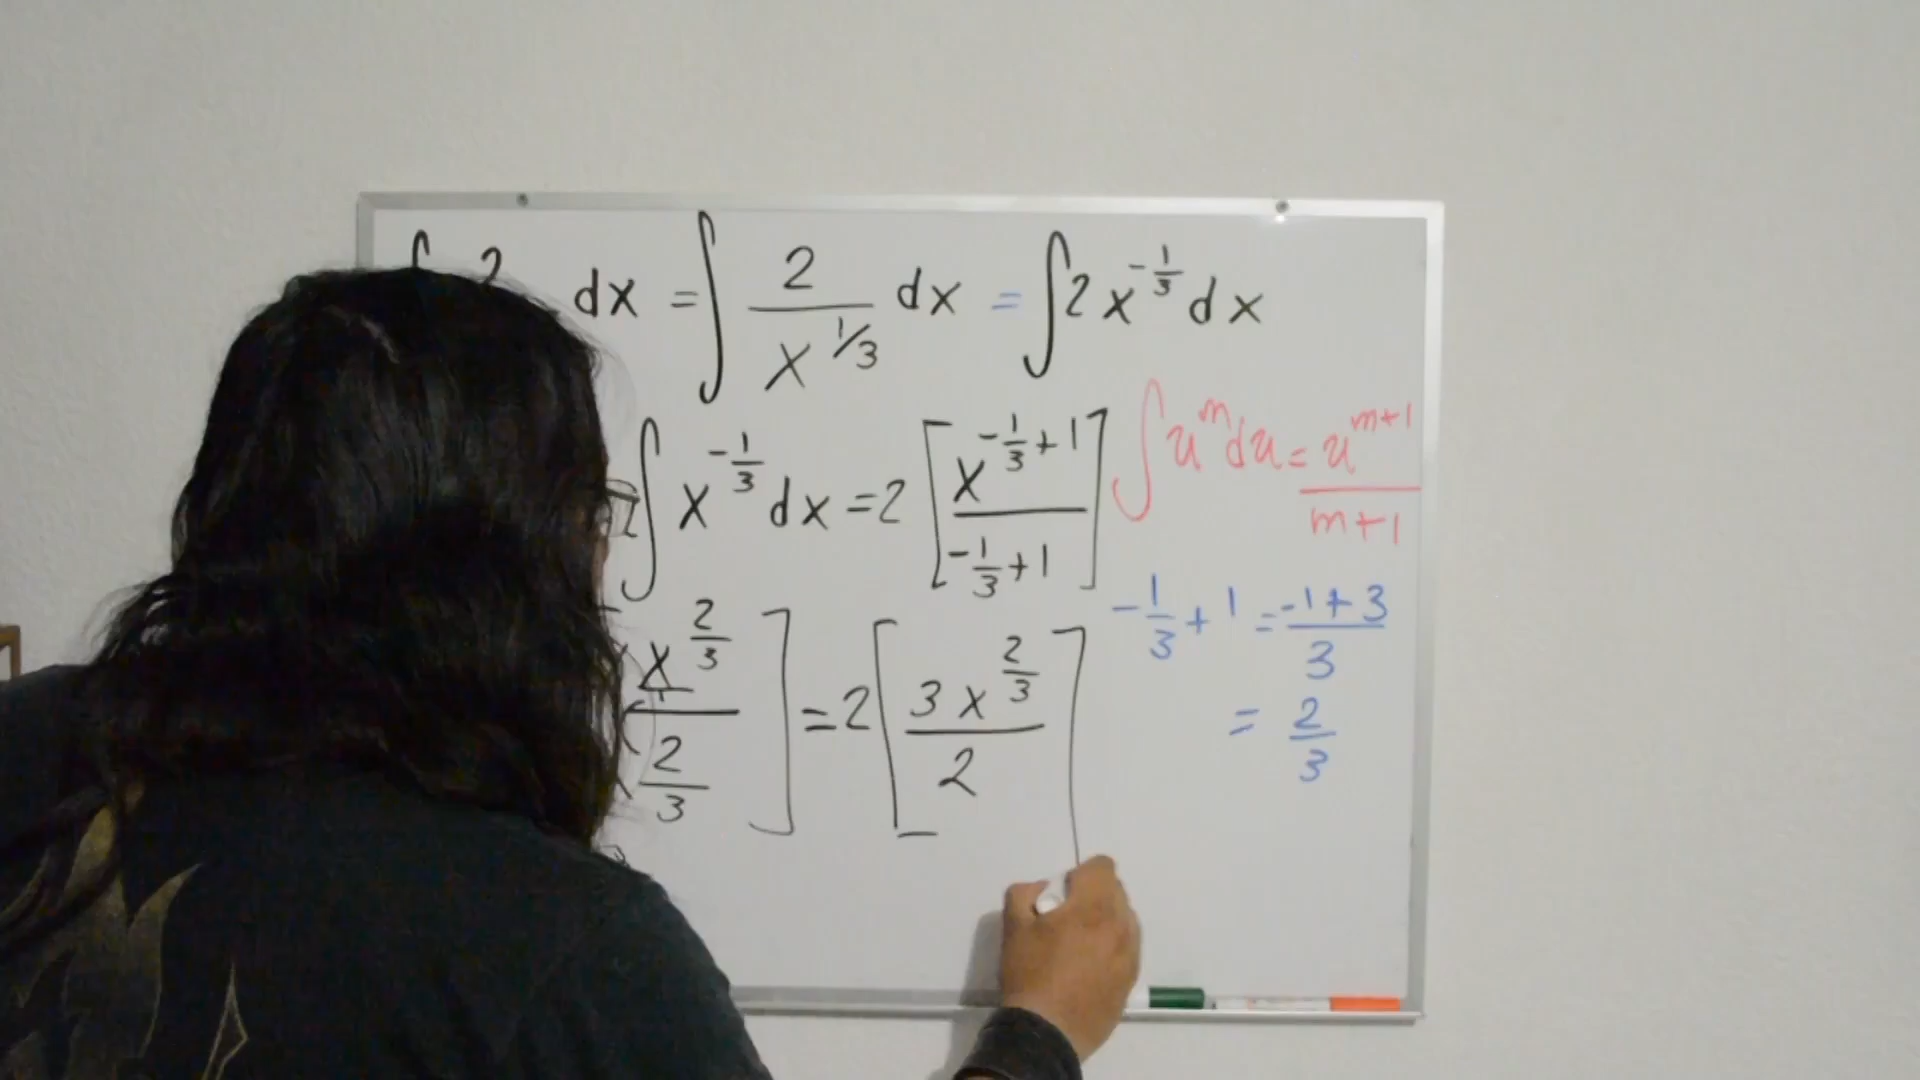 ∫ 2 dx = ∫ 2/x^(1/3) dx = ∫ 2x^(-1/3) dx
∫ x^(-1/3) dx = 2 [x^(-1/3+1)/(-1/3+1)]
∫ u^m du = u^(m+1)/(m+1)
x^(2/3)/(2/3) ] = 2 [3x^(2/3)/2]
-1/3 + 1 = (-1+3)/3
= 2/3